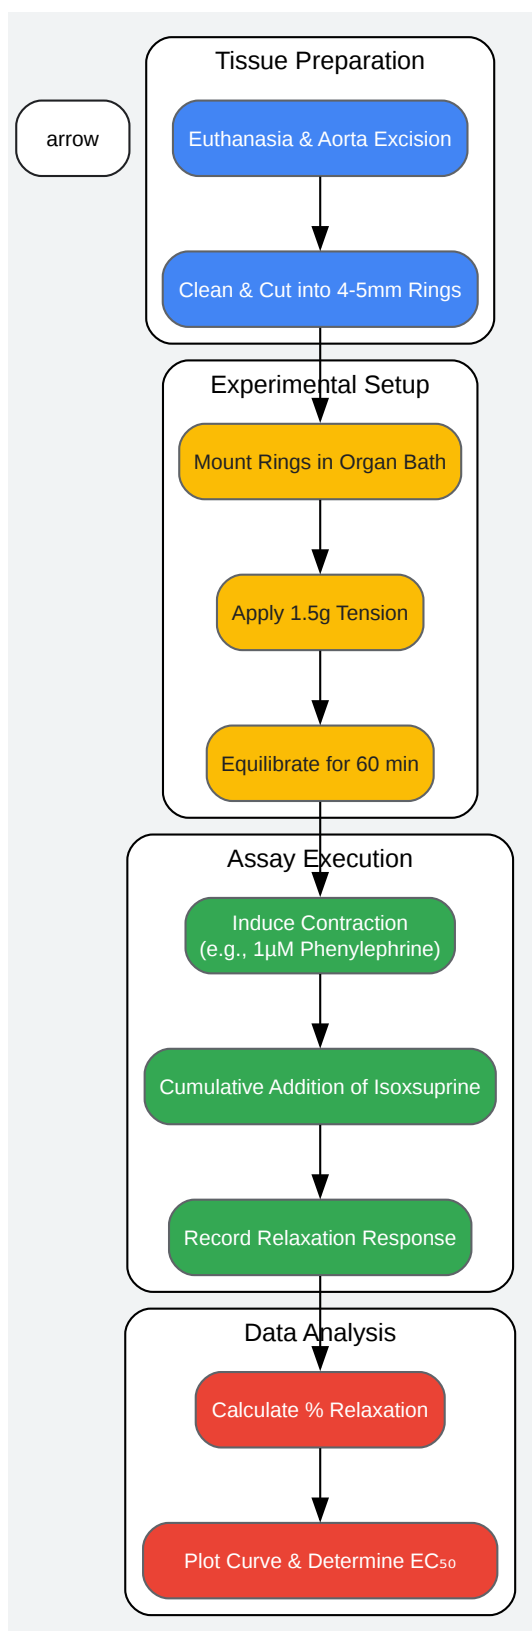 Tissue Preparation
arrow
Euthanasia & Aorta Excision
Clean & Cut into 4-5mm Rings
Experimental Setup
Mount Rings in Organ Bath
Apply 1.5g Tension
Equilibrate for 60 min
Assay Execution
Induce Contraction
(e.g., 1µM Phenylephrine)
Cumulative Addition of Isoxsuprine
Record Relaxation Response
Data Analysis
Calculate % Relaxation
Plot Curve & Determine EC₅₀